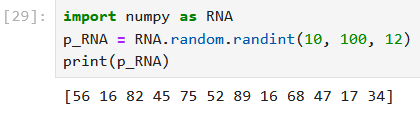 [29]: import numpy as RNA
p_RNA = RNA.random.randint(10, 100, 12)
print(p_RNA)
[56 16 82 45 75 52 89 16 68 47 17 34]